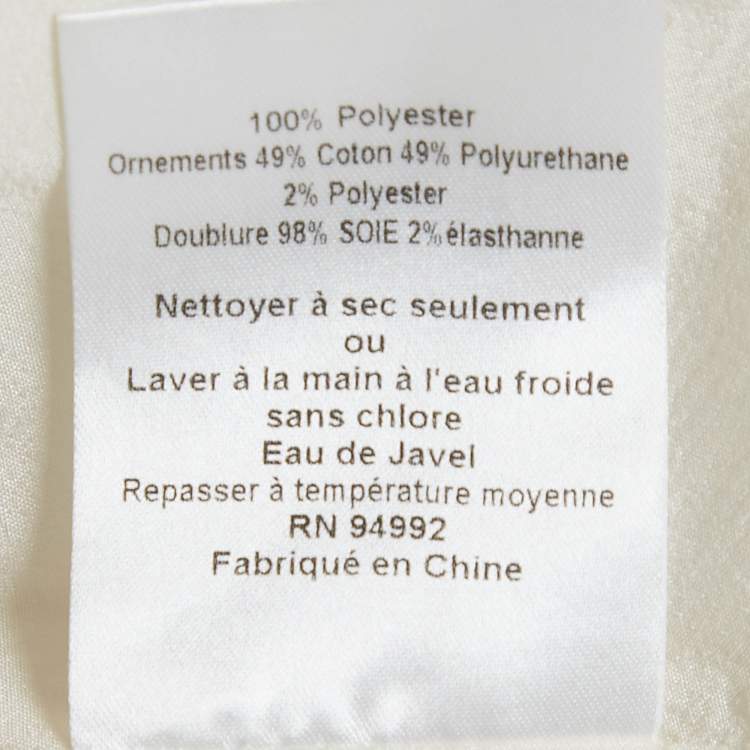 100% Polyester
Ornements 49% Coton 49% Polyurethane
2% Polyester
Doublure 98% SOIE 2% élasthanne
Nettoyer à sec seulement
ou
Laver à la main à l'eau froide
sans chlore
Eau de Javel
Repasser à température moyenne
RN 94992
Fabriqué en Chine